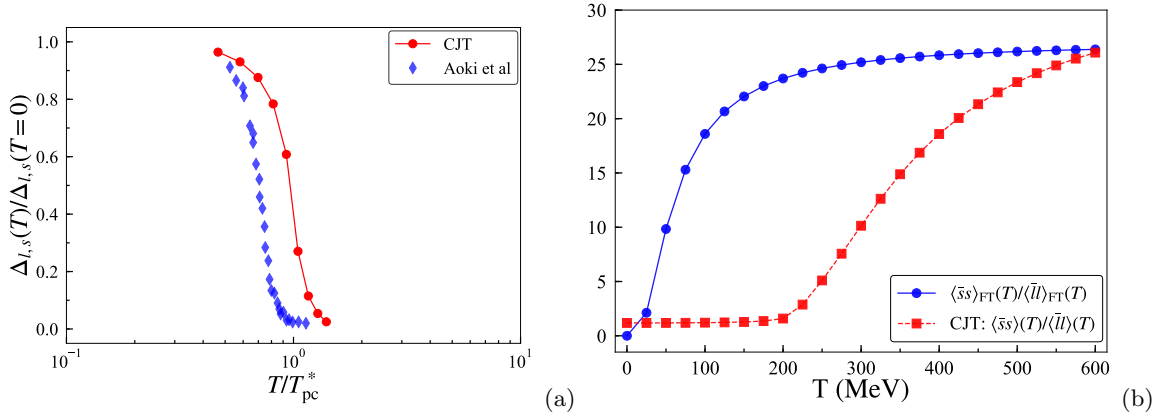 1.0
0.8
0.6
0.4
0.2
0.0
Δ_{l,s}(T)/Δ_{l,s}(T=0)
CJT
Aoki et al
10^{-1}
10^{0}
10^{1}
T/T^{*}_{pc}
(a)
30
25
20
15
10
5
0
⟨s̄s⟩_{FT}(T)/⟨l̄l⟩_{FT}(T)
CJT: ⟨s̄s⟩(T)/⟨l̄l⟩(T)
0
100
200
300
400
500
600
T (MeV)
(b)